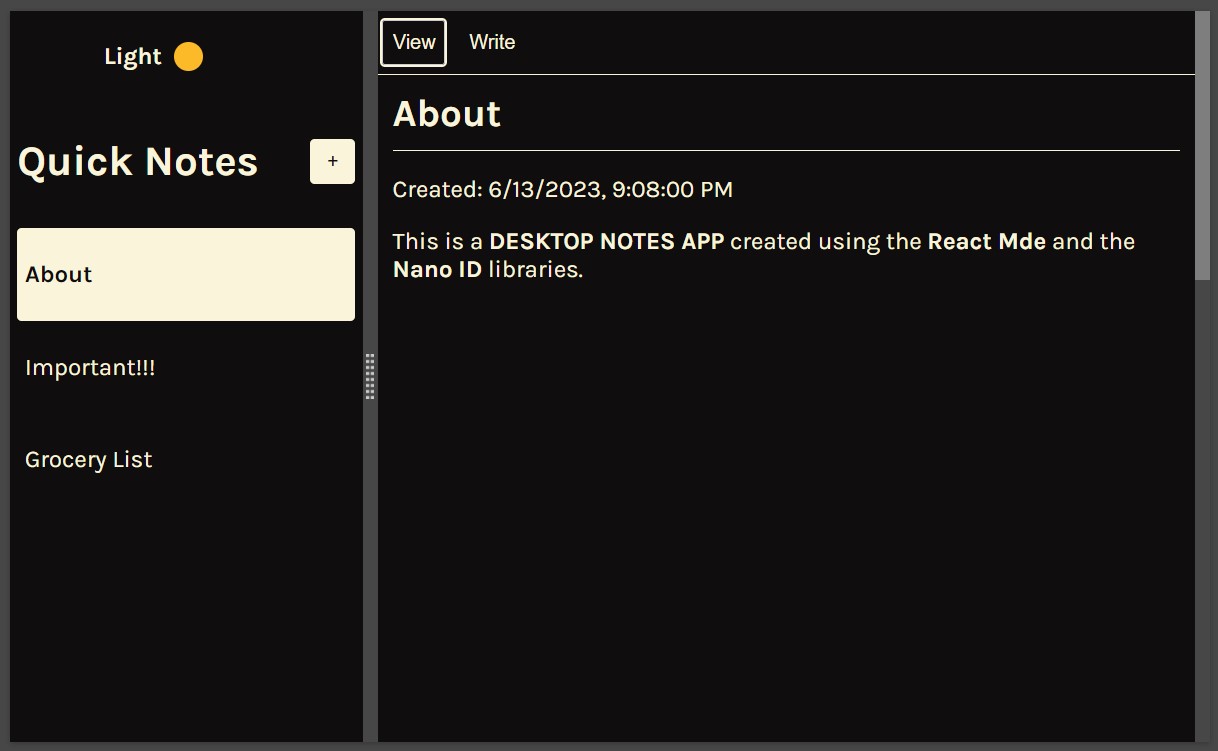 Light
Quick Notes
+
About
Important!!!
Grocery List
View Write
About
Created: 6/13/2023, 9:08:00 PM
This is a DESKTOP NOTES APP created using the React Mde and the
Nano ID libraries.